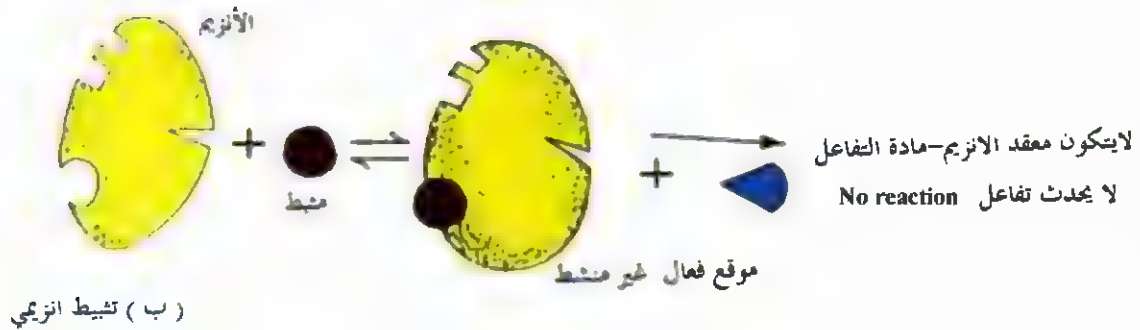 الأنزيم
مثبط
لايتكون معقد الانزيم-مادة التفاعل
لا يحدث تفاعل No reaction
موقع فعال غير منشط
( ب ) تثبيط انزيمي